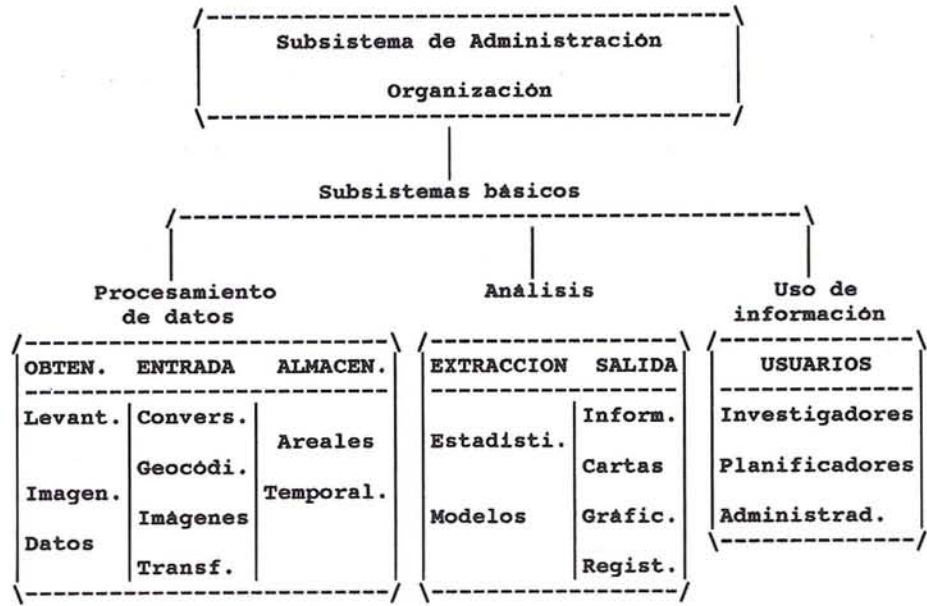 Subsistema de Administración
Organización
Subsistemas básicos
Procesamiento
de datos
Análisis
Uso de
información
OBTEN. ENTRADA ALMACEN.
Levant.
Imagen.
Datos
Convers.
Geocódi.
Imágenes
Transf.
Areales
Temporal.
EXTRACCION SALIDA
Estadísti.
Modelos
Inform.
Cartas
Gráfic.
Regist.
USUARIOS
Investigadores
Planificadores
Administrad.